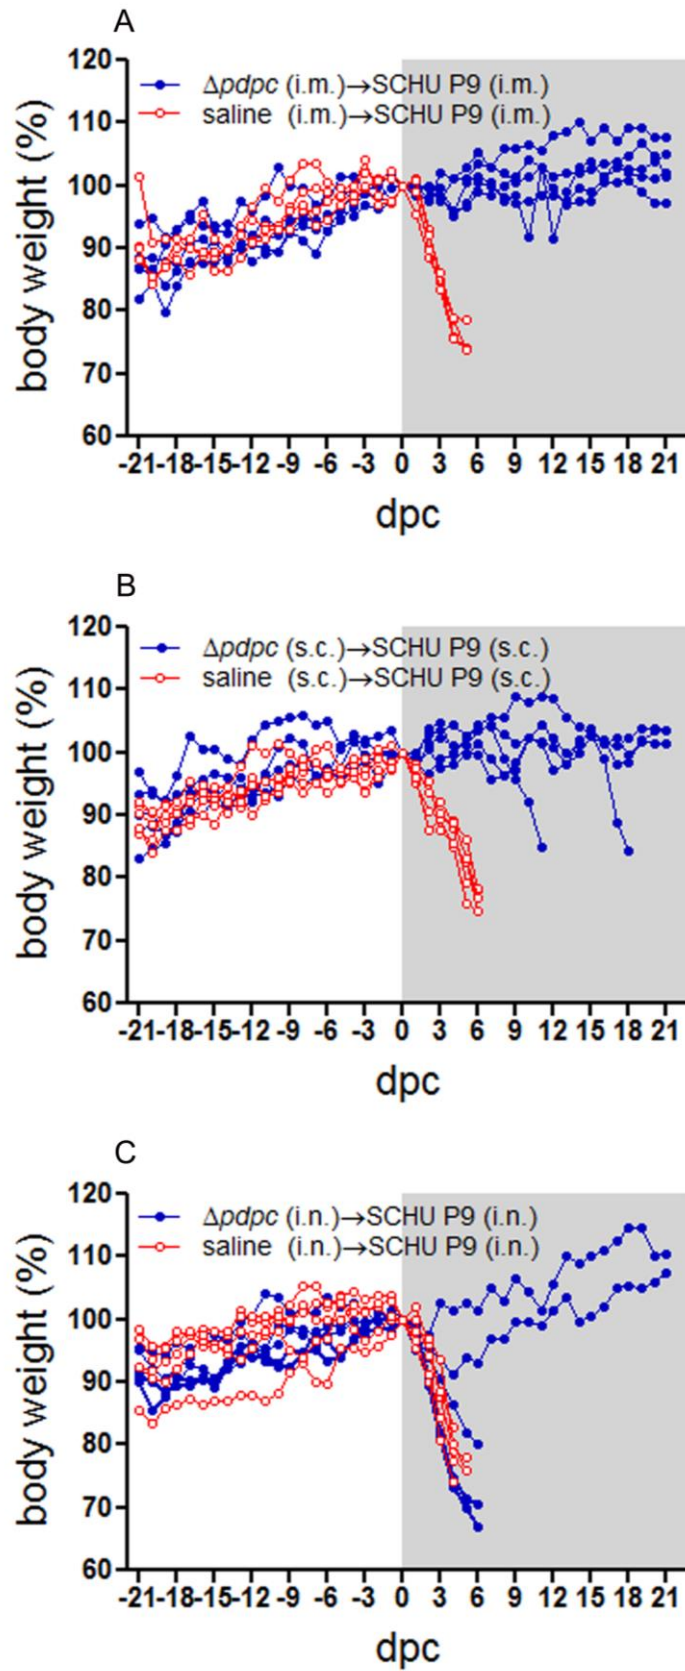 A
120
110
100
90
80
70
60
body weight (%)
Δpdpc (i.m.)→SCHU P9 (i.m.)
saline (i.m.)→SCHU P9 (i.m.)
-21 -18 -15 -12 -9 -6 -3 0 3 6 9 12 15 18 21
dpc
B
120
110
100
90
80
70
60
body weight (%)
Δpdpc (s.c.)→SCHU P9 (s.c.)
saline (s.c.)→SCHU P9 (s.c.)
-21 -18 -15 -12 -9 -6 -3 0 3 6 9 12 15 18 21
dpc
C
120
110
100
90
80
70
60
body weight (%)
Δpdpc (i.n.)→SCHU P9 (i.n.)
saline (i.n.)→SCHU P9 (i.n.)
-21 -18 -15 -12 -9 -6 -3 0 3 6 9 12 15 18 21
dpc